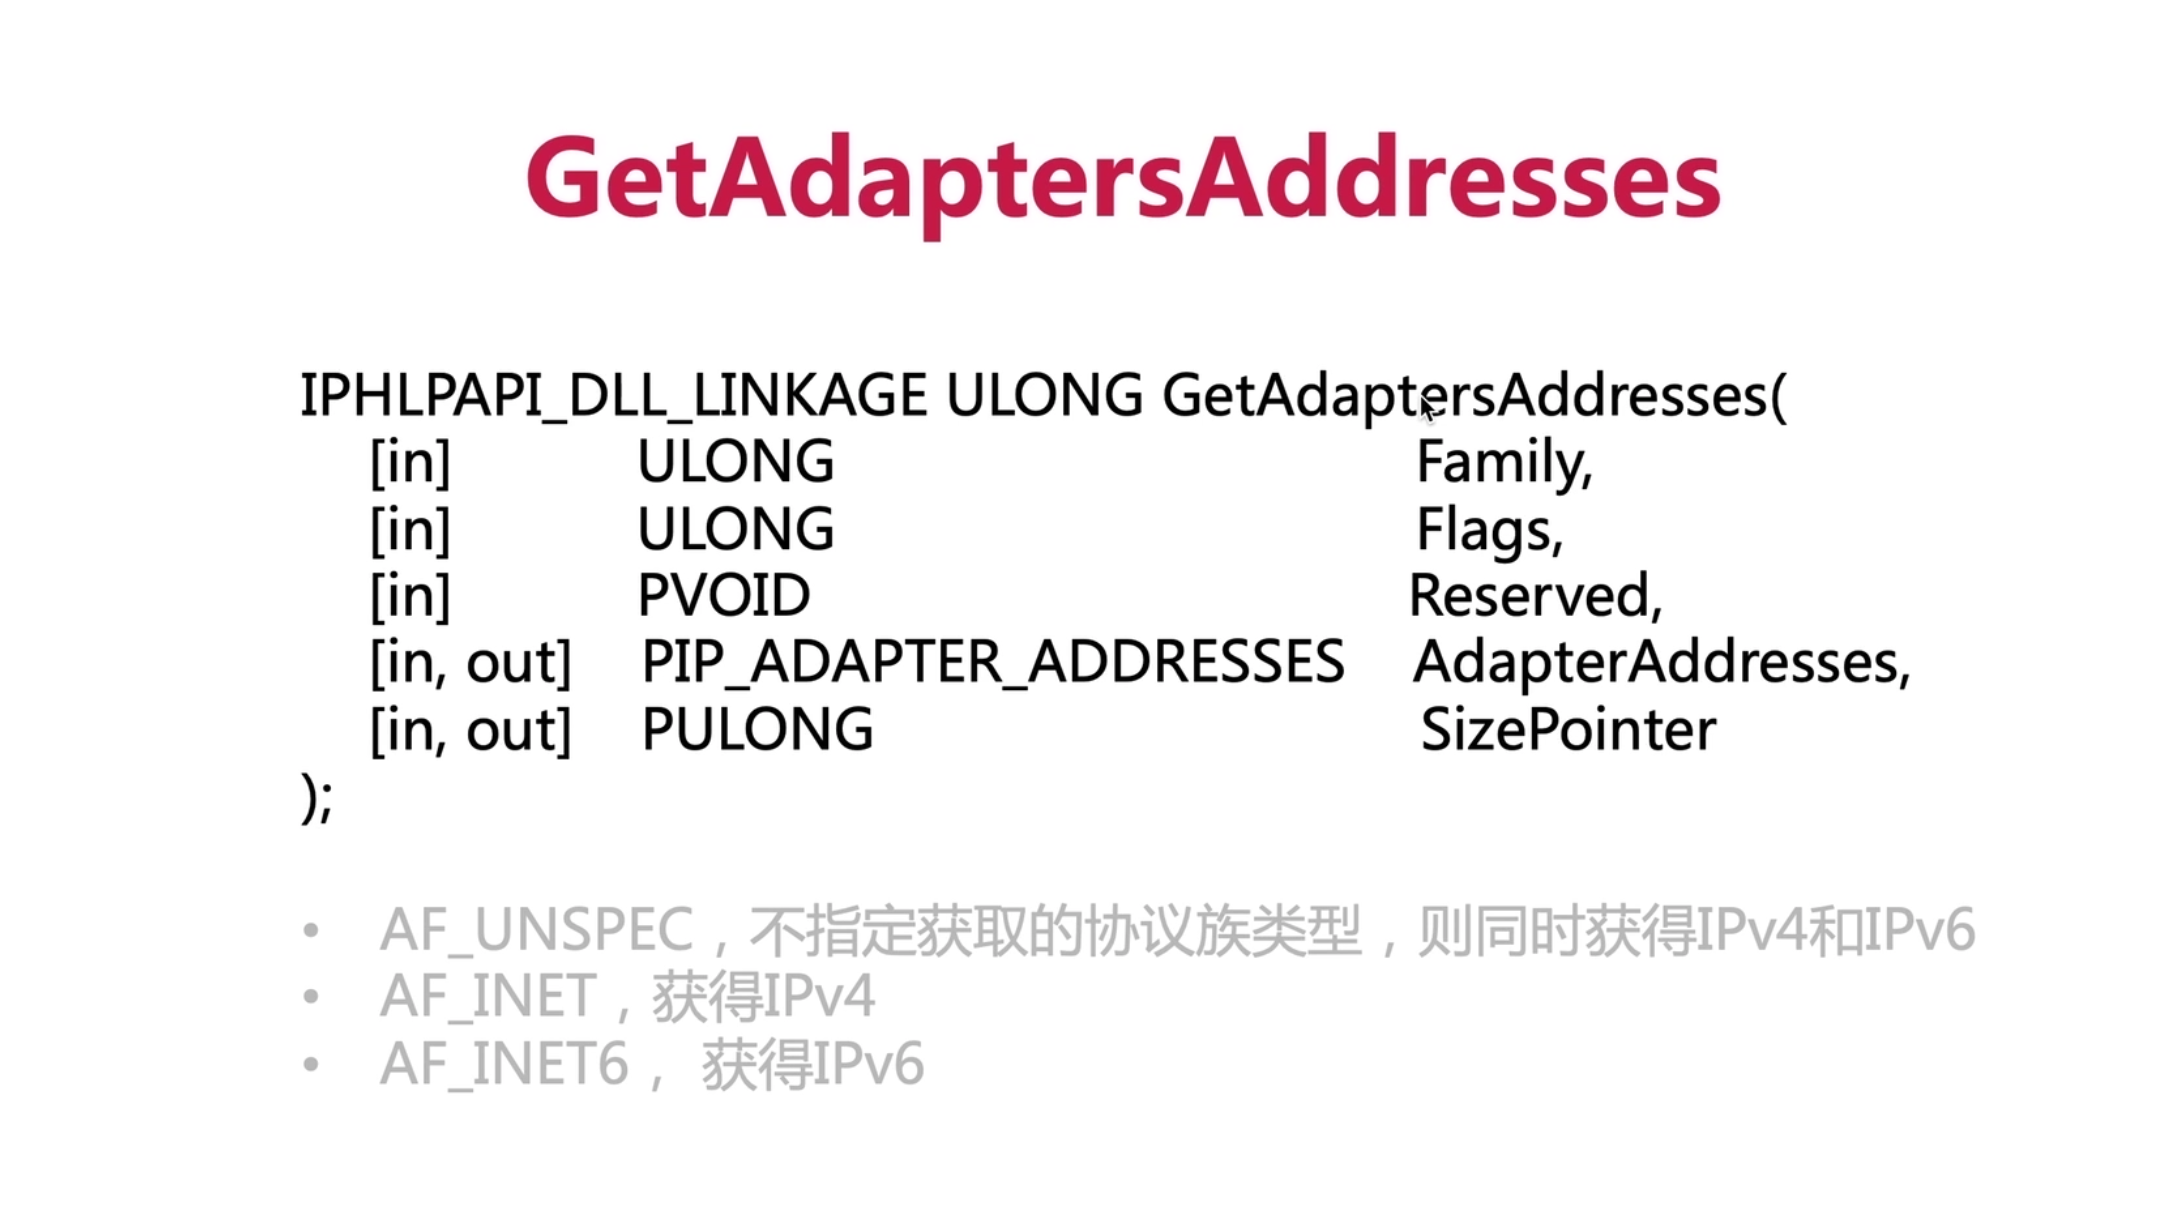 GetAdaptersAddresses
IPHLPAPI_DLL_LINKAGE ULONG GetAdaptersAddresses(
[in] ULONG Family,
[in] ULONG Flags,
[in] PVOID Reserved,
[in, out] PIP_ADAPTER_ADDRESSES AdapterAddresses,
[in, out] PULONG SizePointer
);
• AF_UNSPEC，不指定获取的协议族类型，则同时获得IPv4和IPv6
• AF_INET，获得IPv4
• AF_INET6， 获得IPv6